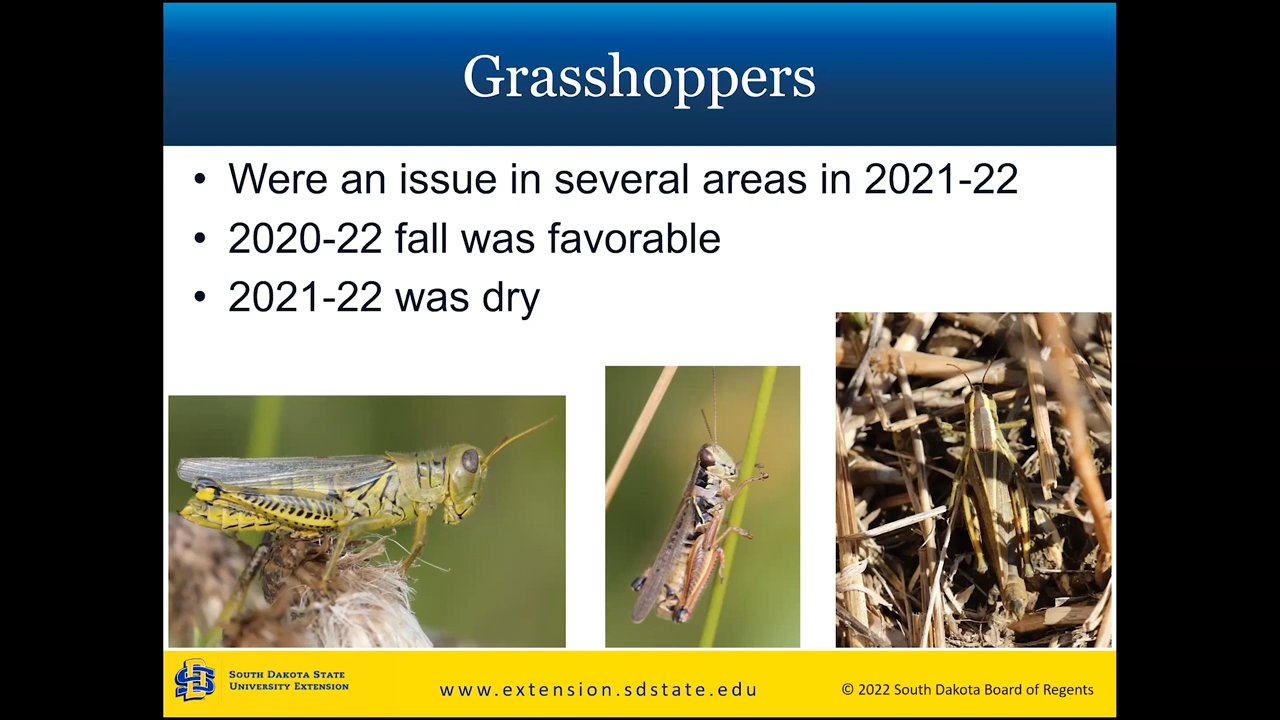 Grasshoppers
• Were an issue in several areas in 2021-22
• 2020-22 fall was favorable
• 2021-22 was dry
SOUTH DAKOTA STATE
UNIVERSITY EXTENSION
www.extension.sdstate.edu
© 2022 South Dakota Board of Regents